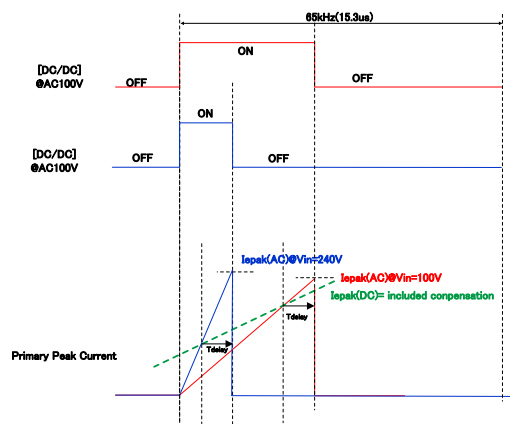 65kHz(15.3us)
ON
[DC/DC]
@AC100V
OFF
OFF
ON
[DC/DC]
@AC100V
OFF
OFF
Iepak(AC)@Vin=240V
Iepak(AC)@Vin=100V
Iepak(DC)= included conpensation
Tdelay
Tdelay
Primary Peak Current